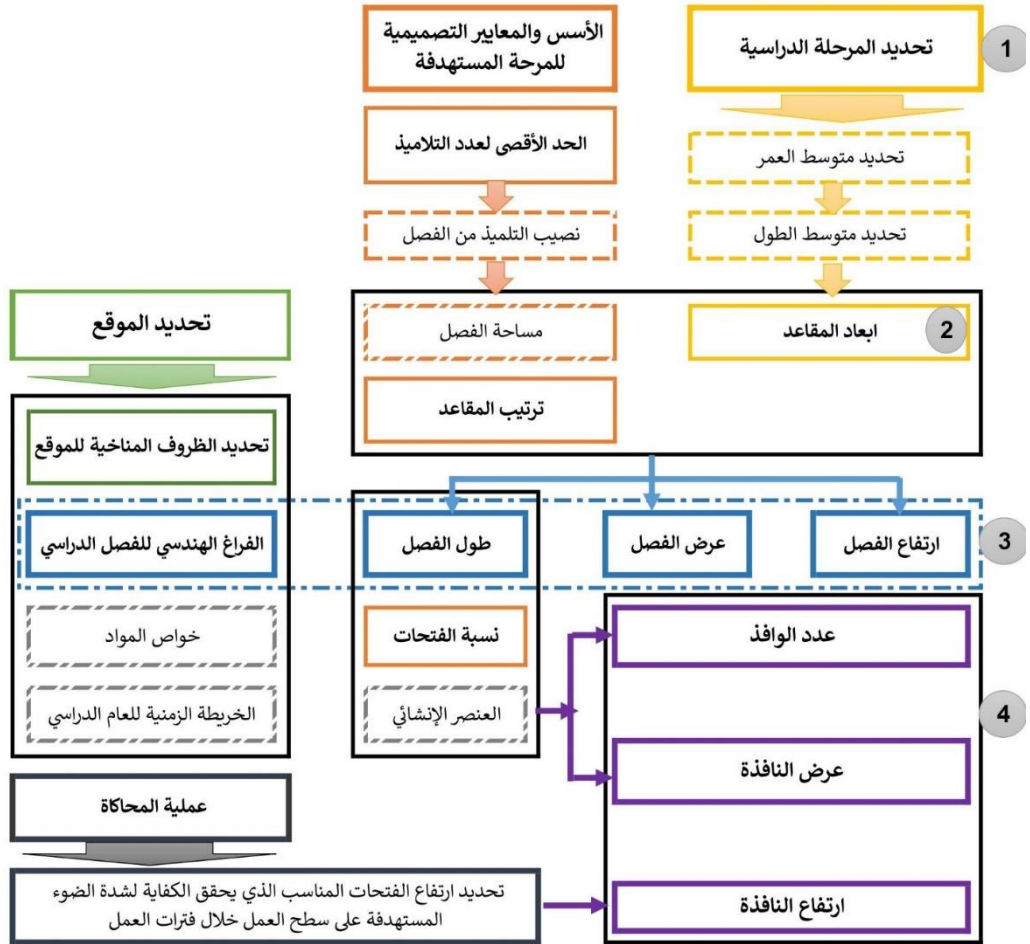 1
تحديد المرحلة الدراسية
الأسس والمعايير التصميمية
للمرحة المستهدفة
الحد الأقصى لعدد التلاميذ
تحديد متوسط العمر
نصيب التلميذ من الفصل
تحديد متوسط الطول
2
ابعاد المقاعد
مساحة الفصل
ترتيب المقاعد
تحديد الموقع
تحديد الظروف المناخية للموقع
3
ارتفاع الفصل
عرض الفصل
طول الفصل
الفراغ الهندسي للفصل الدراسي
4
عدد الوافذ
نسبة الفتحات
خواص المواد
العنصر الإنشائي
الخريطة الزمنية للعام الدراسي
عرض النافذة
عملية المحاكاة
ارتفاع النافذة
تحديد ارتفاع الفتحات المناسب الذي يحقق الكفاية لشدة الضوء
المستهدفة على سطح العمل خلال فترات العمل